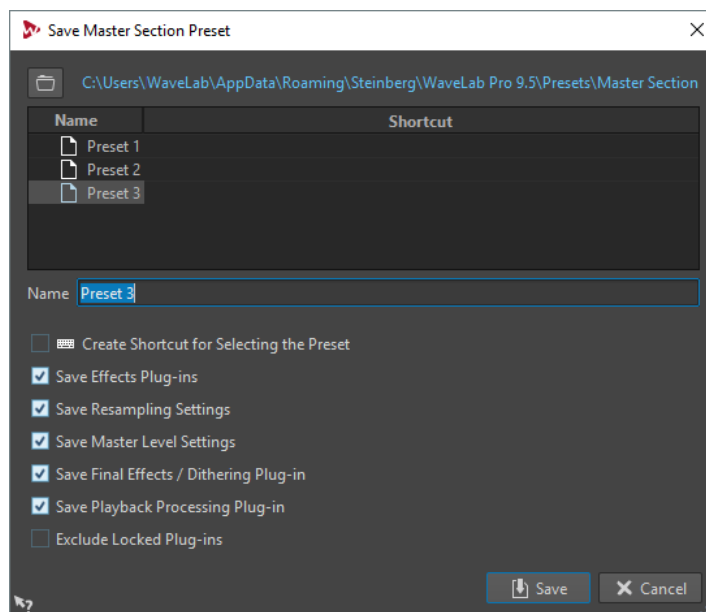 Save Master Section Preset
C:\Users\WaveLab\AppData\Roaming\Steinberg\WaveLab Pro 9.5\Presets\Master Section
Name Shortcut
Preset 1
Preset 2
Preset 3
Name Preset 3
Create Shortcut for Selecting the Preset
Save Effects Plug-ins
Save Resampling Settings
Save Master Level Settings
Save Final Effects / Dithering Plug-in
Save Playback Processing Plug-in
Exclude Locked Plug-ins
Save Cancel